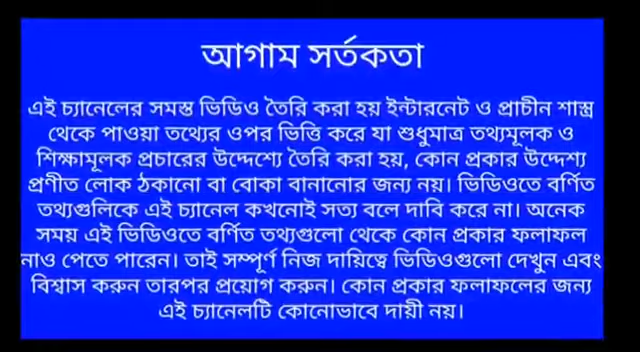 আগাম সর্তকতা
এই চ্যানেলের সমস্ত ভিডিও তৈরি করা হয় ইন্টারনেট ও প্রাচীন শাস্ত্র
থেকে পাওয়া তথ্যের ওপর ভিত্তি করে যা শুধুমাত্র তথ্যমূলক ও
শিক্ষামূলক প্রচারের উদ্দেশ্যে তৈরি করা হয়, কোন প্রকার উদ্দেশ্য
প্রণীত লোক ঠকানো বা বোকা বানানোর জন্য নয়। ভিডিওতে বর্ণিত
তথ্যগুলিকে এই চ্যানেল কখনোই সত্য বলে দাবি করে না। অনেক
সময় এই ভিডিওতে বর্ণিত তথ্যগুলো থেকে কোন প্রকার ফলাফল
নাও পেতে পারেন। তাই সম্পূর্ণ নিজ দায়িত্বে ভিডিওগুলো দেখুন এবং
বিশ্বাস করুন তারপর প্রয়োগ করুন। কোন প্রকার ফলাফলের জন্য
এই চ্যানেলটি কোনোভাবে দায়ী নয়।